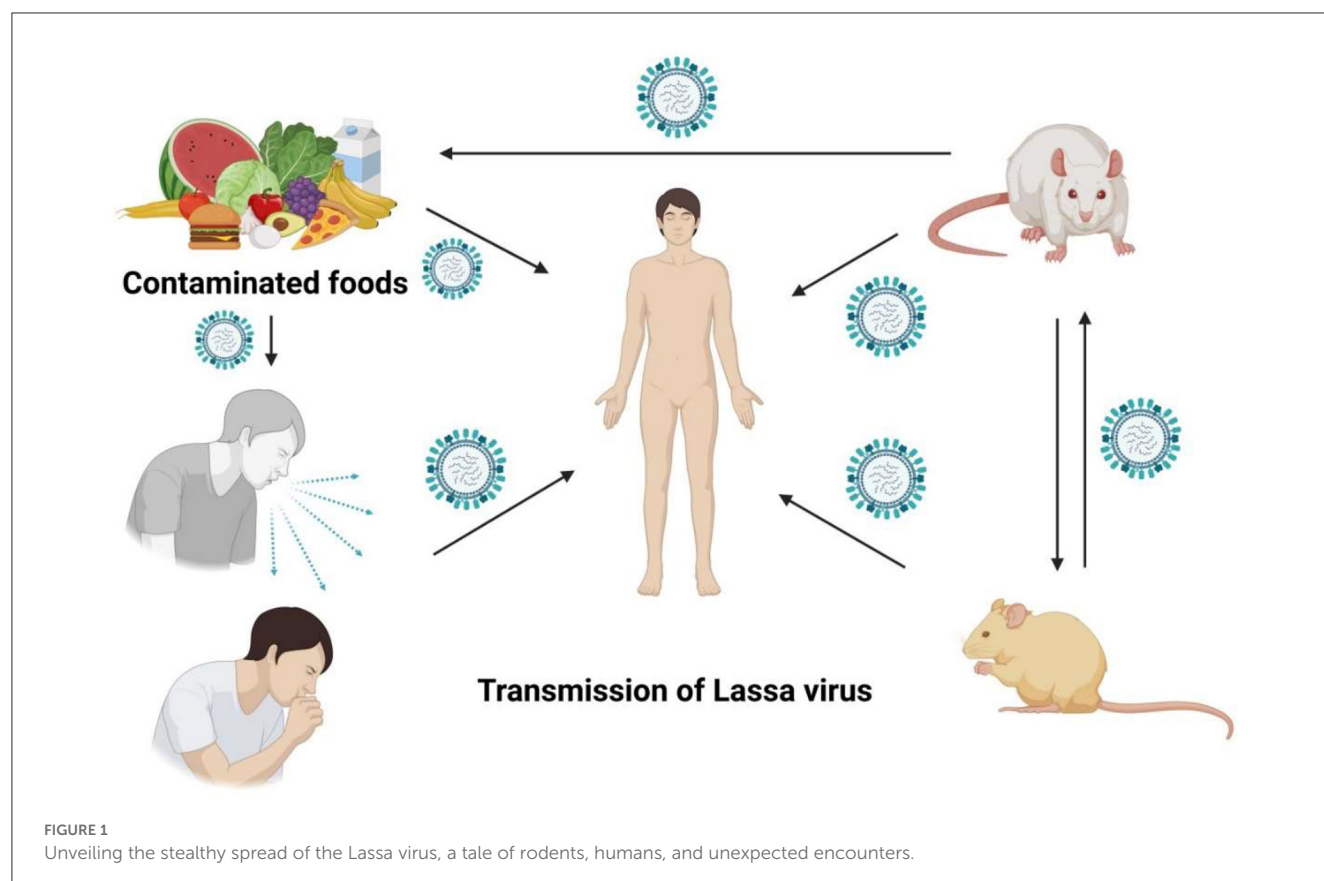 Contaminated foods
Transmission of Lassa virus
FIGURE 1
Unveiling the stealthy spread of the Lassa virus, a tale of rodents, humans, and unexpected encounters.